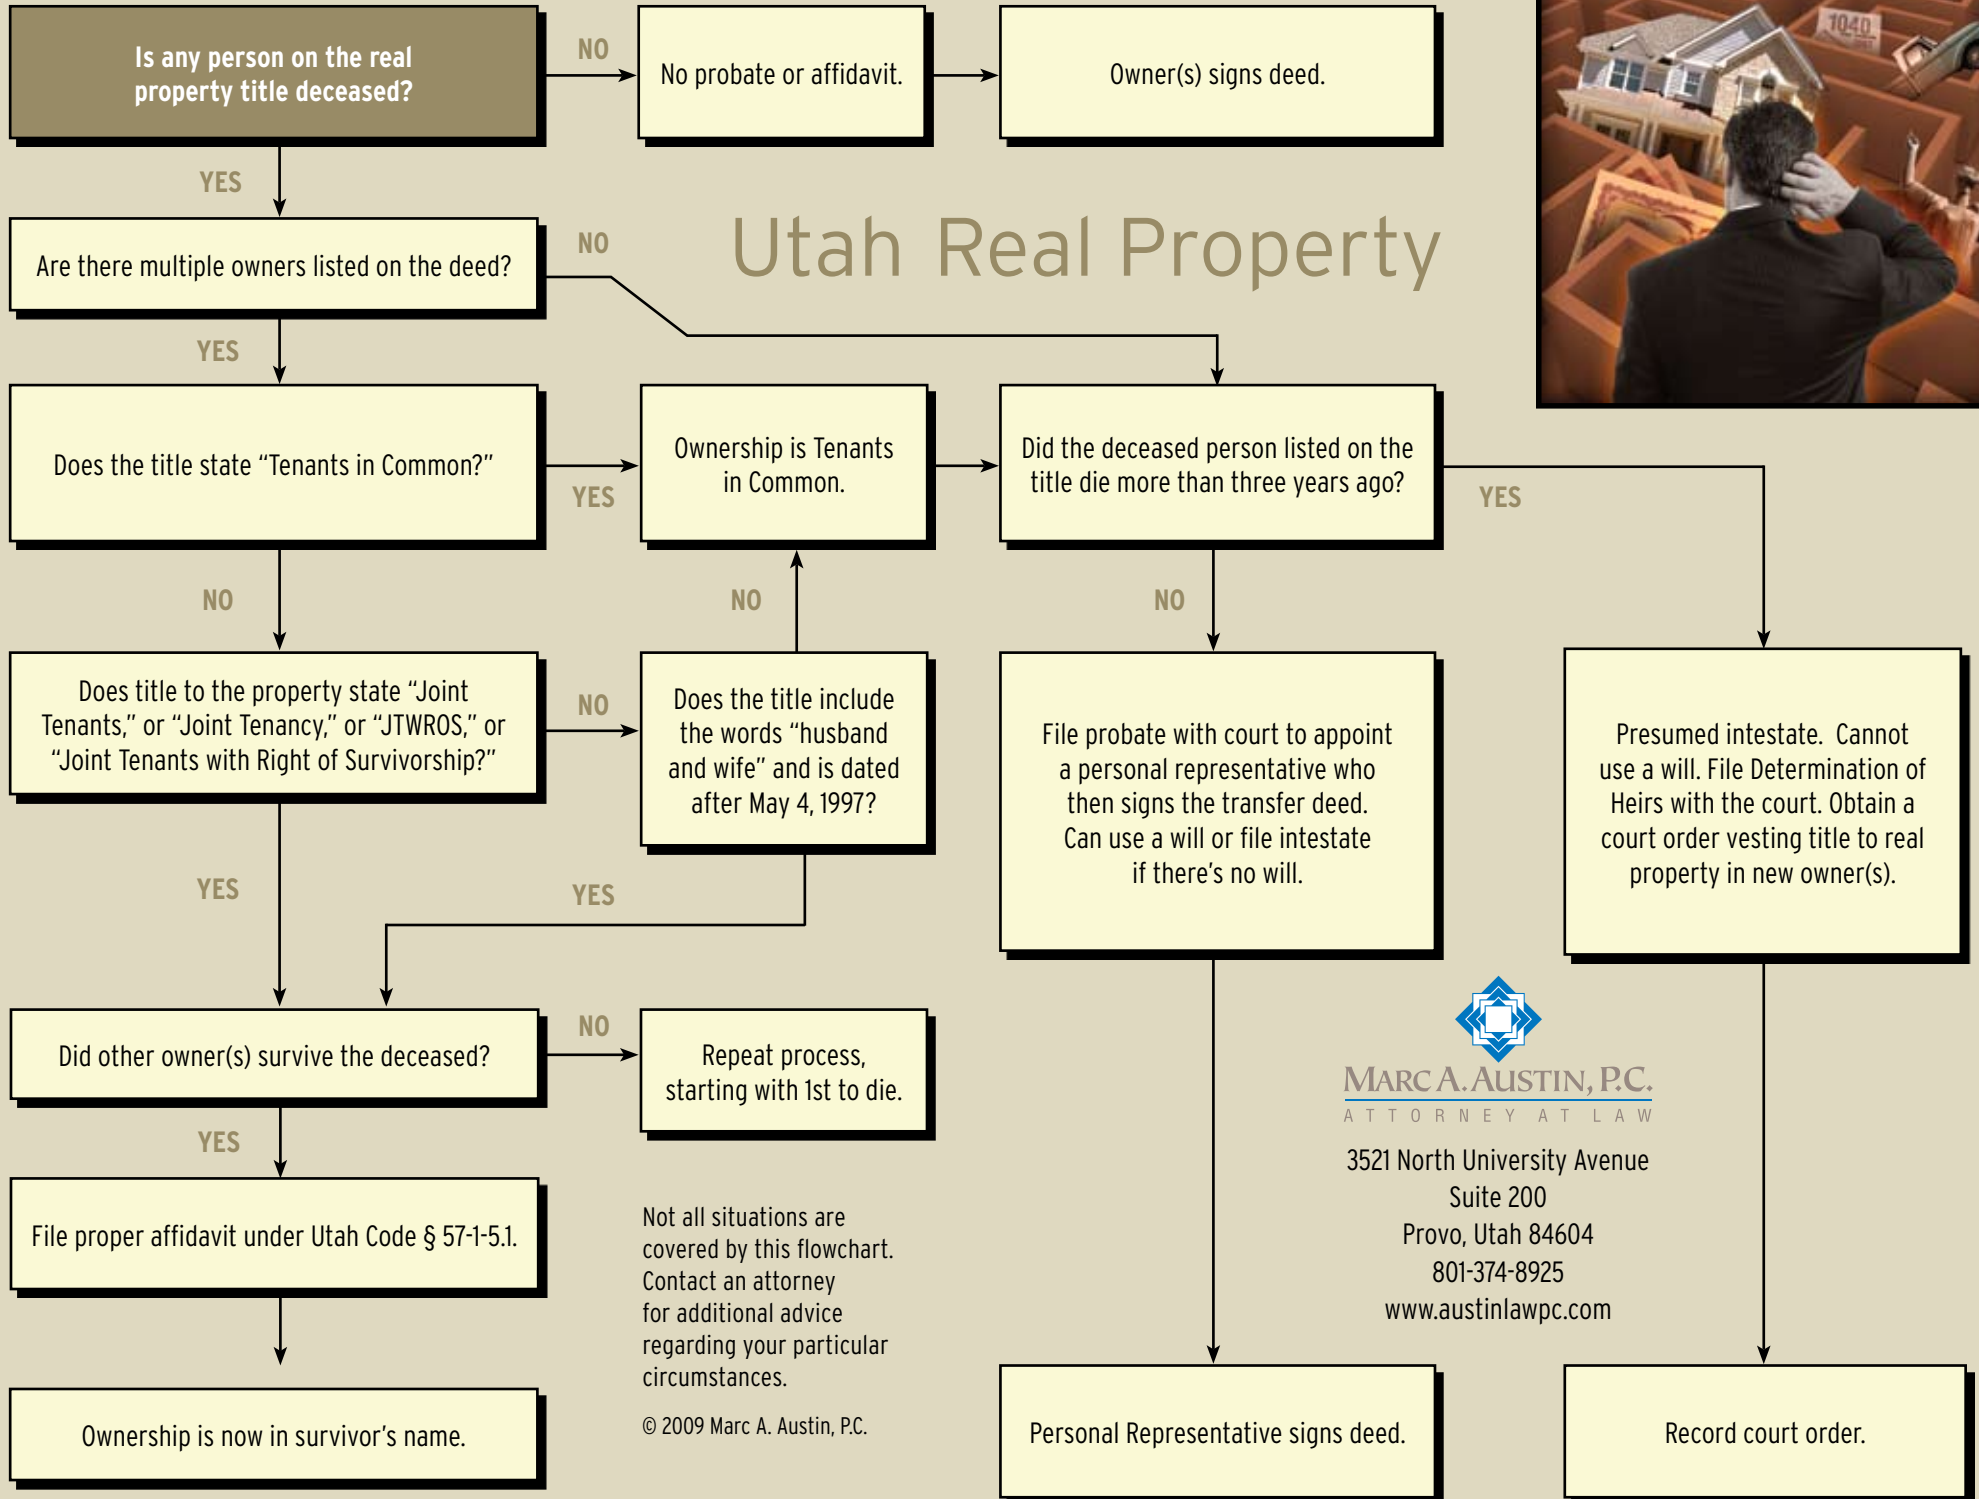 Is any person on the real
property title deceased?
NO
No probate or affidavit.
Owner(s) signs deed.
1040
YES
Are there multiple owners listed on the deed?
NO
Utah Real Property
YES
Does the title state “Tenants in Common?”
YES
Ownership is Tenants
in Common.
Did the deceased person listed on the
title die more than three years ago?
YES
NO
NO
NO
Does title to the property state “Joint
Tenants,” or “Joint Tenancy,” or “JTWROS,” or
“Joint Tenants with Right of Survivorship?”
NO
Does the title include
the words “husband
and wife” and is dated
after May 4, 1997?
File probate with court to appoint
a personal representative who
then signs the transfer deed.
Can use a will or file intestate
if there’s no will.
Presumed intestate. Cannot
use a will. File Determination of
Heirs with the court. Obtain a
court order vesting title to real
property in new owner(s).
YES
YES
Did other owner(s) survive the deceased?
NO
Repeat process,
starting with 1st to die.
YES
File proper affidavit under Utah Code § 57-1-5.1.
Ownership is now in survivor’s name.
Not all situations are
covered by this flowchart.
Contact an attorney
for additional advice
regarding your particular
circumstances.
© 2009 Marc A. Austin, P.C.
MARC A. AUSTIN, P.C.
ATTORNEY AT LAW
3521 North University Avenue
Suite 200
Provo, Utah 84604
801-374-8925
www.austinlawpc.com
Personal Representative signs deed.
Record court order.